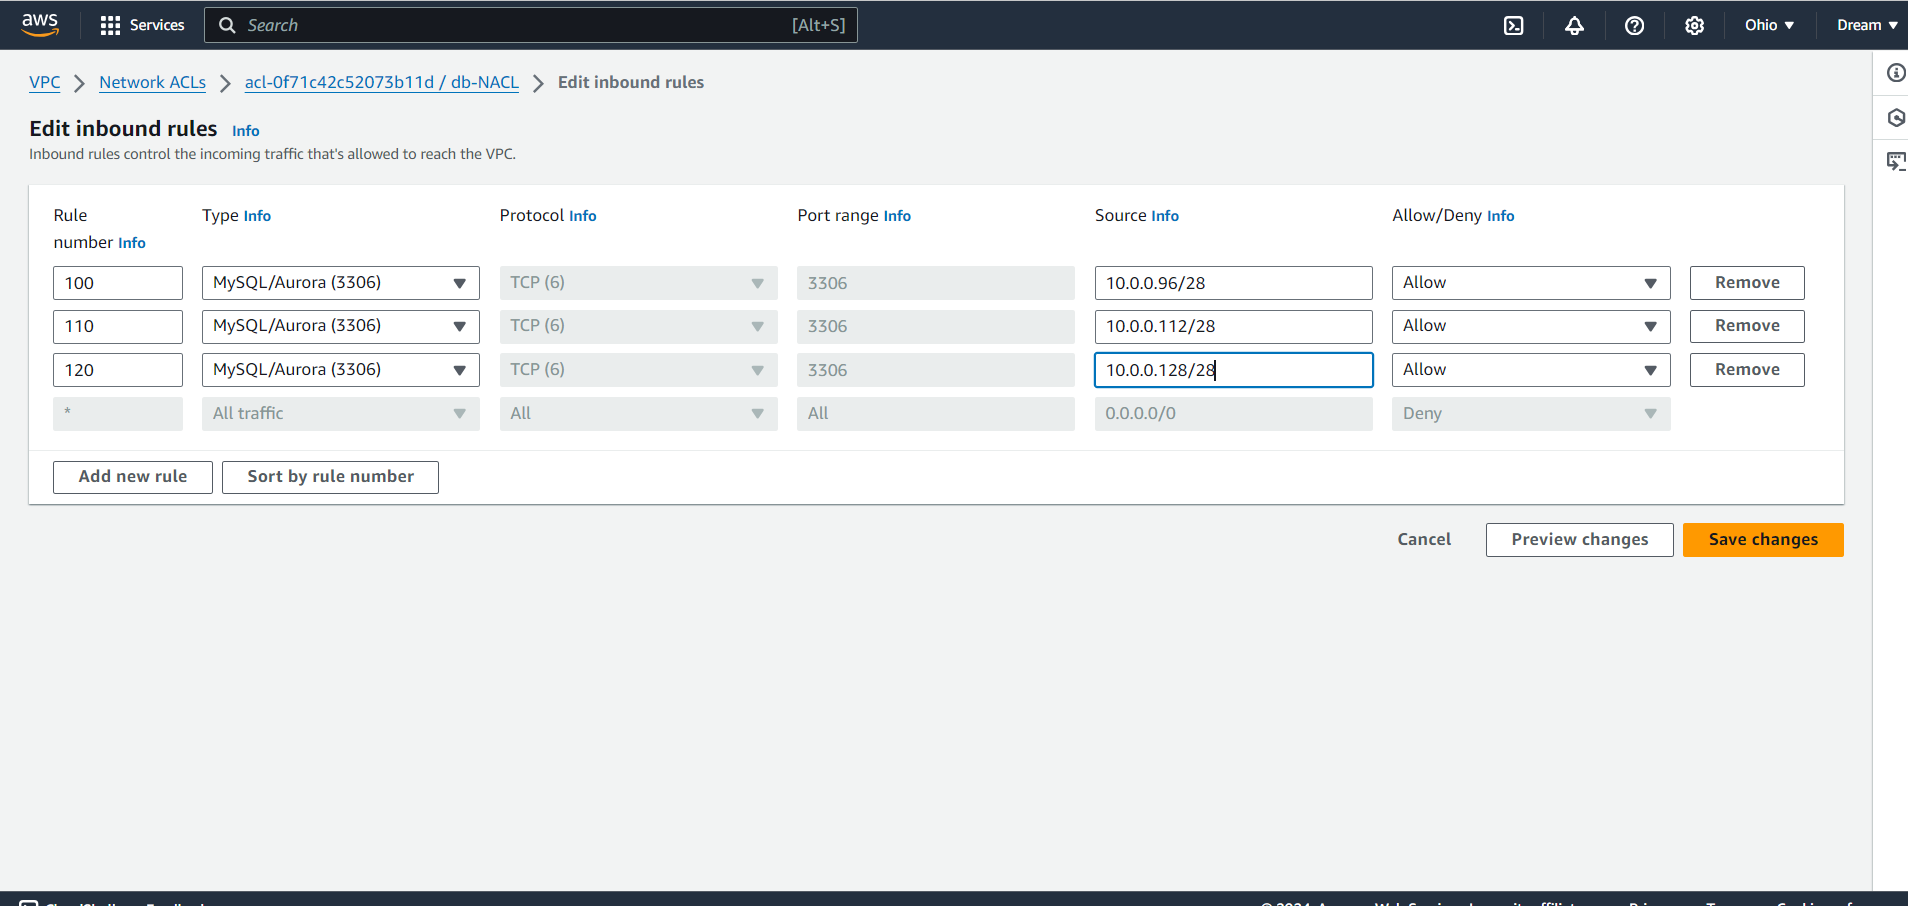 aws Services Search [Alt+S] Ohio Dream
VPC Network ACLs acl-0f71c42c52073b11d / db-NACL Edit inbound rules
Edit inbound rules Info
Inbound rules control the incoming traffic that's allowed to reach the VPC.
Rule number Info Type Info Protocol Info Port range Info Source Info Allow/Deny Info
100 MySQL/Aurora (3306) TCP (6) 3306 10.0.0.96/28 Allow Remove
110 MySQL/Aurora (3306) TCP (6) 3306 10.0.0.112/28 Allow Remove
120 MySQL/Aurora (3306) TCP (6) 3306 10.0.0.128/28 Allow Remove
* All traffic All All 0.0.0.0/0 Deny
Add new rule Sort by rule number
Cancel Preview changes Save changes